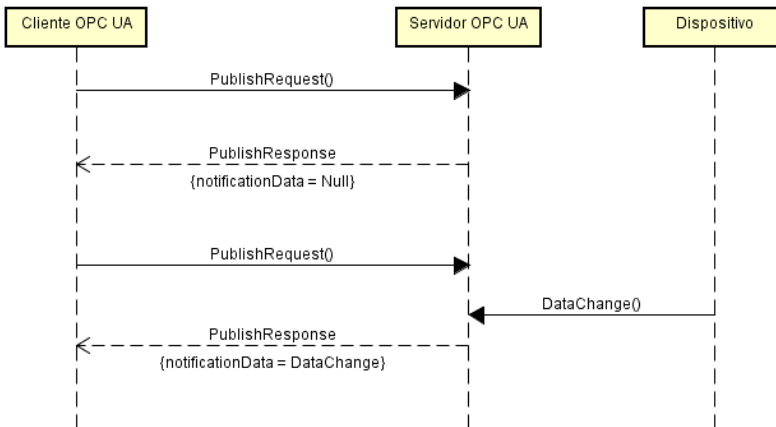 Cliente OPC UA
Servidor OPC UA
Dispositivo
PublishRequest()
PublishResponse
{notificationData = Null}
PublishRequest()
DataChange()
PublishResponse
{notificationData = DataChange}